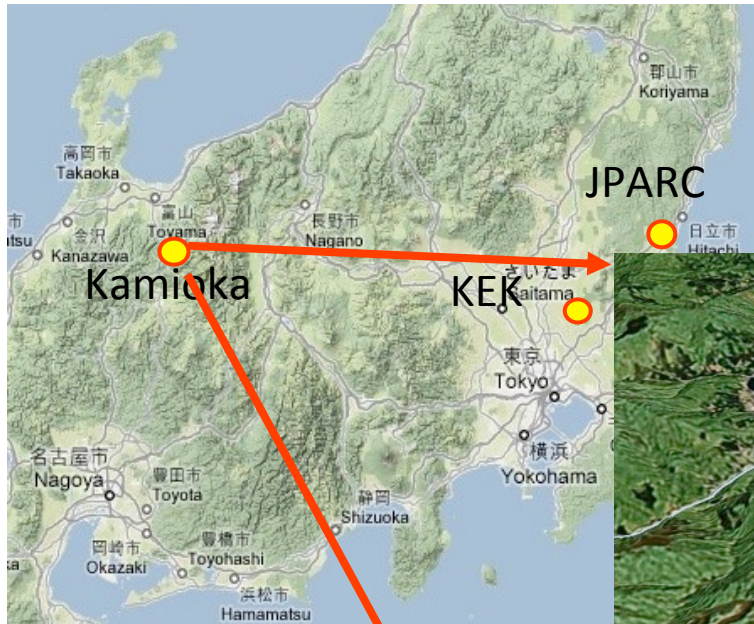 郡山市
Koriyama
JPARC
高岡市
Takaoka
富山
Toyama
市
tsu
金沢
Kanazawa
長野市
Nagano
日立市
Hitachi
Kamioka
さいたま
Saitama
KEK
東京
Tokyo
横浜
Yokohama
名古屋市
Nagoya
豊田市
Toyota
静岡
Shizuoka
岡崎市
Okazaki
豊橋市
Toyohashi
浜松市
Hamamatsu
ka